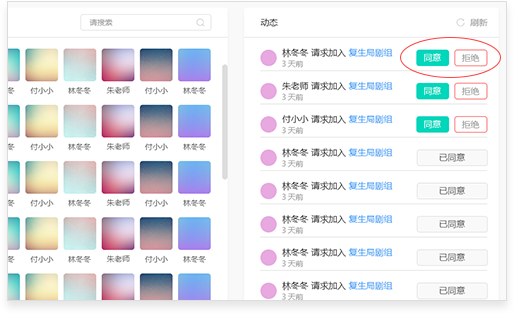 请搜索
动态 刷新
林冬冬 请求加入 复生局剧组 同意 拒绝
3 天前
朱老师 请求加入 复生局剧组 同意 拒绝
3 天前
付小小 请求加入 复生局剧组 同意 拒绝
3 天前
林冬冬 请求加入 复生局剧组 已同意
3 天前
林冬冬 请求加入 复生局剧组 已同意
3 天前
林冬冬 请求加入 复生局剧组 已同意
3 天前
林冬冬 请求加入 复生局剧组 已同意
3 天前
林冬冬 请求加入 复生局剧组 已同意
3 天前
冬 付小小 林冬冬 朱老师 付小小 林冬冬
冬 付小小 林冬冬 朱老师 付小小 林冬冬
冬 付小小 林冬冬 朱老师 付小小 林冬冬
冬 付小小 林冬冬 朱老师 付小小 林冬冬